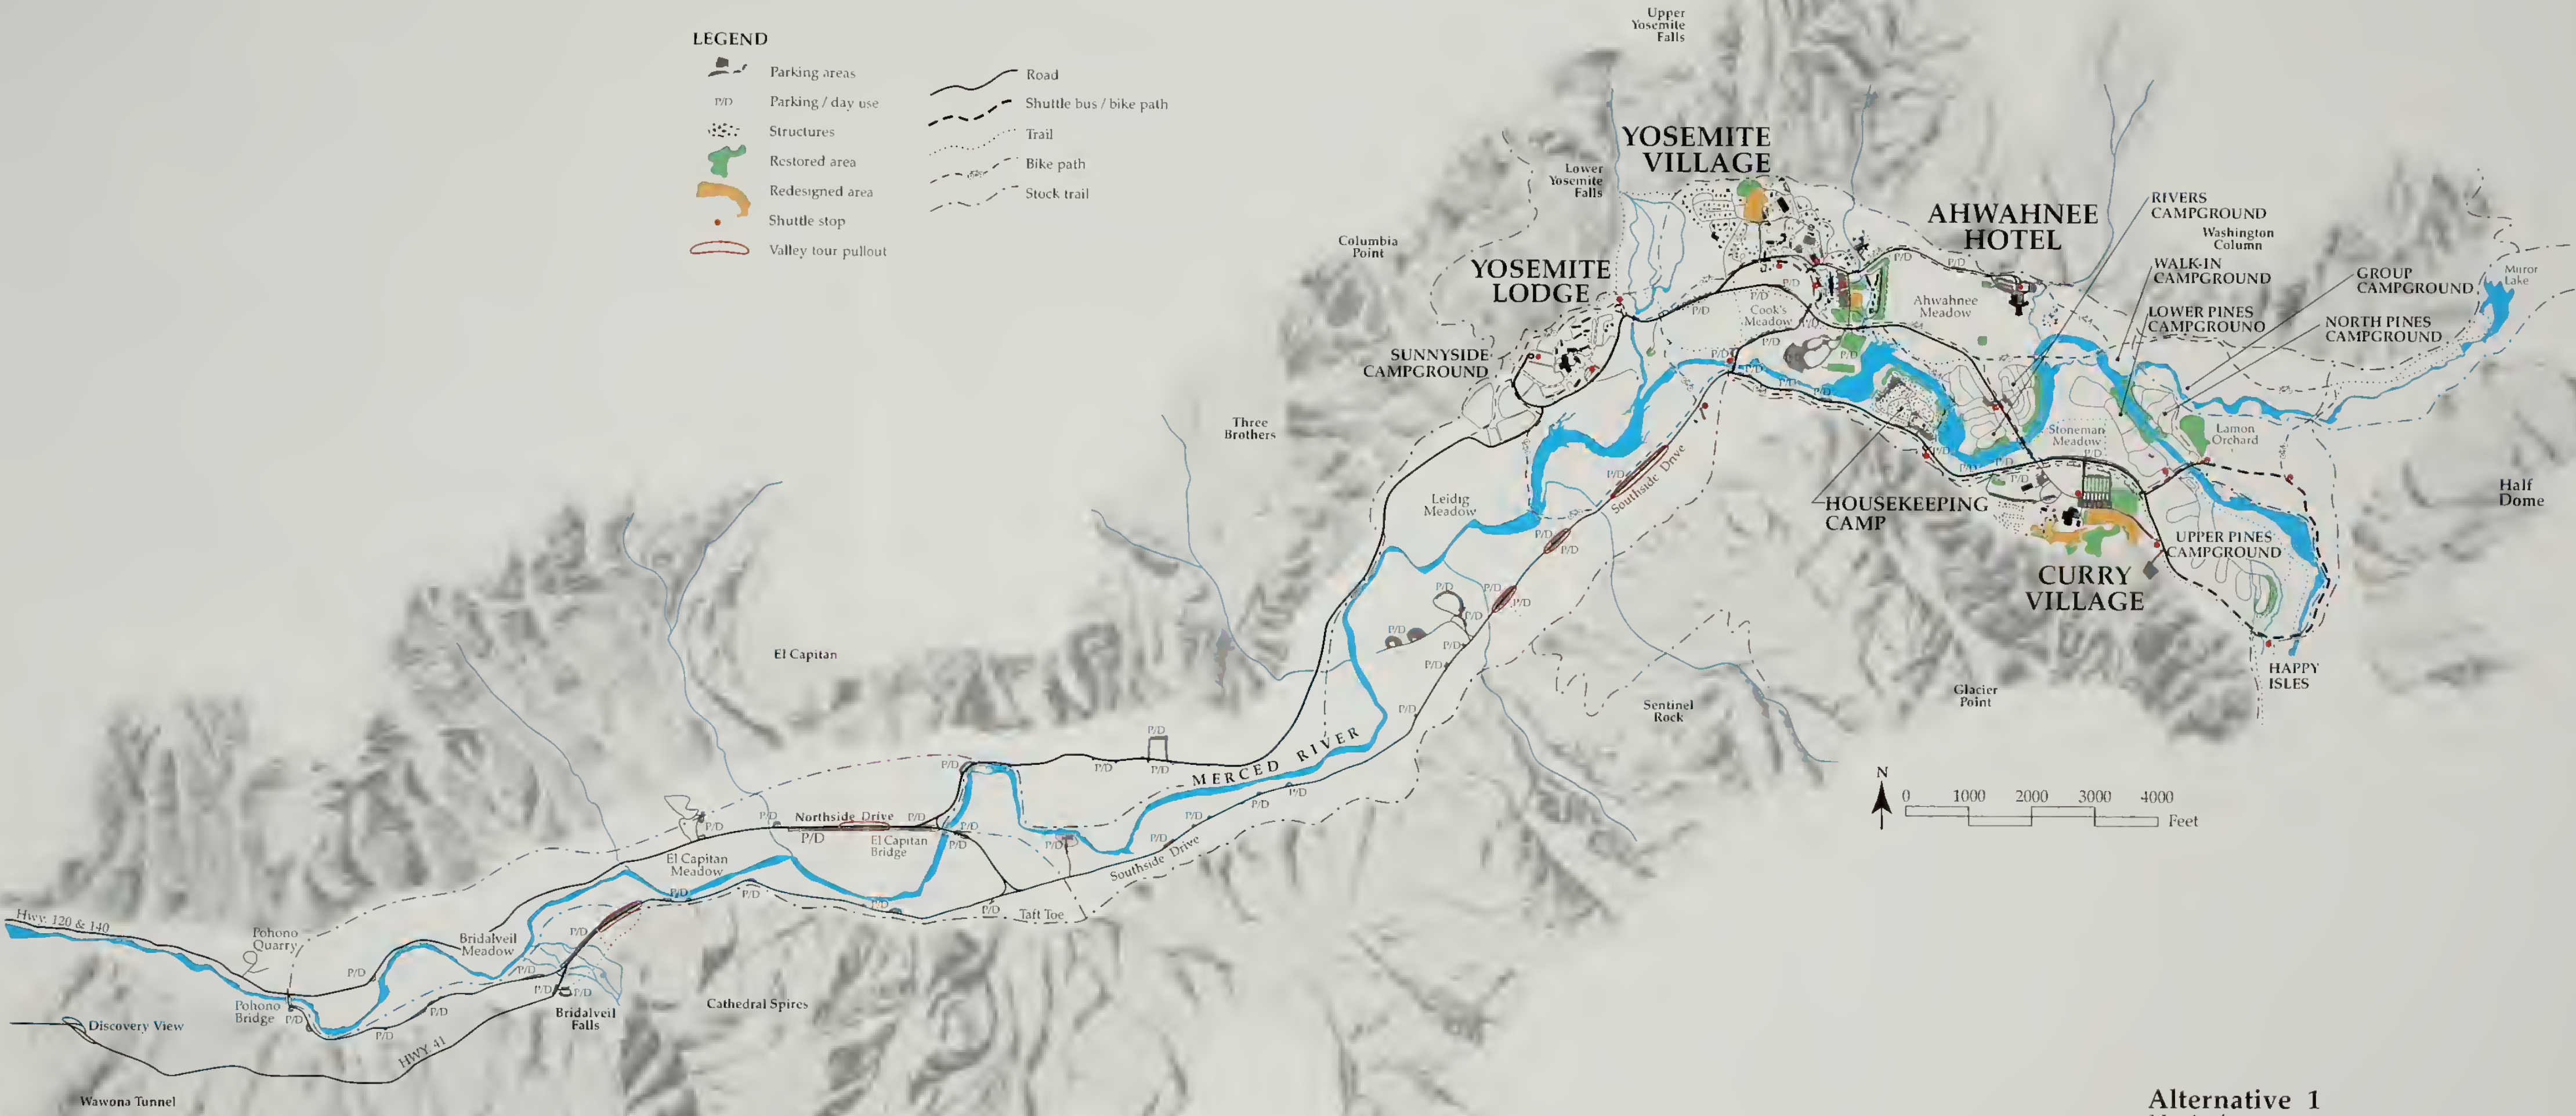 LEGEND
Parking areas
P/D Parking / day use
Structures
Restored area
Redesigned area
Shuttle stop
Valley tour pullout
Road
Shuttle bus / bike path
Trail
Bike path
Stock trail
Upper
Yosemite
Falls
YOSEMITE
VILLAGE
Lower
Yosemite
Falls
Columbia
Point
YOSEMITE
LODGE
SUNNYSIDE
CAMPGROUND
Three
Brothers
AHWAHNEE
HOTEL
RIVERS
CAMPGROUND
Washington
Column
WALK-IN
CAMPGROUND
GROUP
CAMPGROUND
Mirror
Lake
LOWER PINES
CAMPGROUND
NORTH PINES
CAMPGROUND
P/D
P/D
P/D
P/D
P/D
Ahwahnee
Meadow
Cook's
Meadow
P/D
P/D
P/D
P/D
P/D
P/D
P/D
Stoneman
Meadow
P/D
Lamon
Orchard
P/D
P/D
P/D
P/D
Half
Dome
HOUSEKEEPING
CAMP
UPPER PINES
CAMPGROUND
CURRY
VILLAGE
HAPPY
ISLES
Glacier
Point
Sentinel
Rock
Leidig
Meadow
P/D
Southside Drive
P/D
P/D
P/D
P/D
P/D
P/D
P/D
P/D
P/D
P/D
El Capitan
MERCED RIVER
P/D
P/D
P/D
P/D
P/D
P/D
P/D
P/D
Southside Drive
N
0 1000 2000 3000 4000
Feet
Northside Drive
P/D
P/D
P/D
P/D
P/D
P/D
P/D
El Capitan
Bridge
El Capitan
Meadow
P/D
P/D
P/D
P/D
Taft Toe
Hwy. 120 & 140
Pohono
Quarry
Bridalveil
Meadow
P/D
P/D
P/D
P/D
P/D
P/D
Pohono
Bridge
P/D
P/D
Bridalveil
Falls
Cathedral Spires
Discovery View
HWY. 41
Wawona Tunnel
Alternative 1